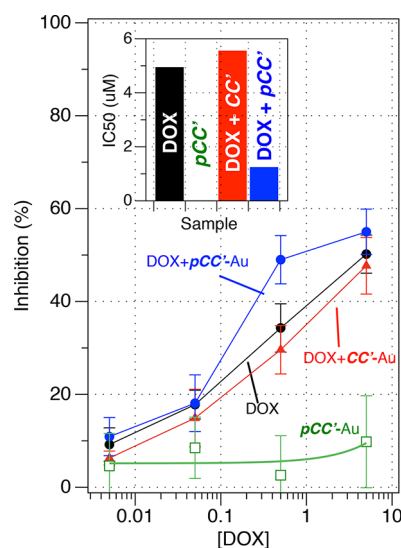 100
80
60
40
20
0
Inhibition (%)
6
4
2
0
IC50 (uM)
DOX
pCC'
DOX + CC'
DOX + pCC'
Sample
DOX+pCC'-Au
DOX+CC'-Au
DOX
pCC'-Au
0.01
0.1
1
10
[DOX]